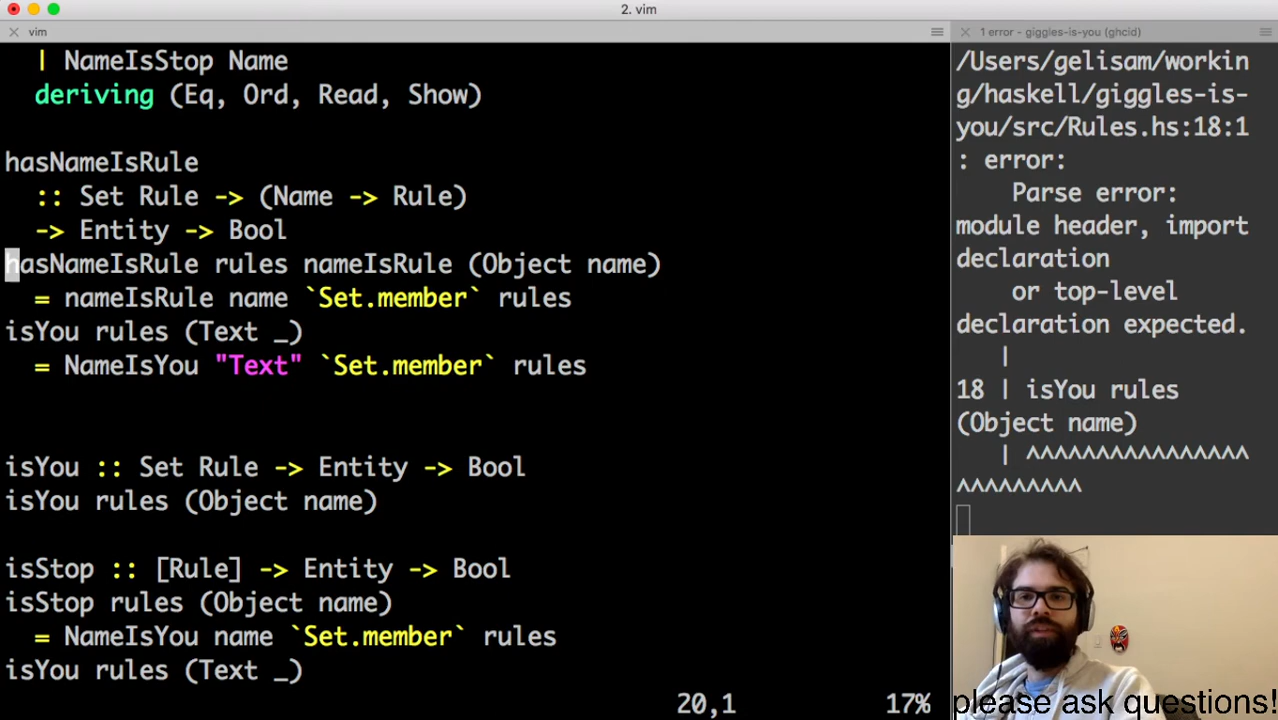 2. vim
vim
1 error - giggles-is-you (ghcid)
| NameIsStop Name
deriving (Eq, Ord, Read, Show)
hasNameIsRule
:: Set Rule -> (Name -> Rule)
-> Entity -> Bool
hasNameIsRule rules nameIsRule (Object name)
= nameIsRule name `Set.member` rules
isYou rules (Text _)
= NameIsYou "Text" `Set.member` rules
isYou :: Set Rule -> Entity -> Bool
isYou rules (Object name)
isStop :: [Rule] -> Entity -> Bool
isStop rules (Object name)
= NameIsYou name `Set.member` rules
isYou rules (Text _)
20,1 17%
/Users/gelisam/workin
g/haskell/giggles-is-
you/src/Rules.hs:18:1
: error:
Parse error:
module header, import
declaration
or top-level
declaration expected.
|
18 | isYou rules
(Object name)
| ^^^^^^^^^^^^^^^
^^^^^^^^^
please ask questions!